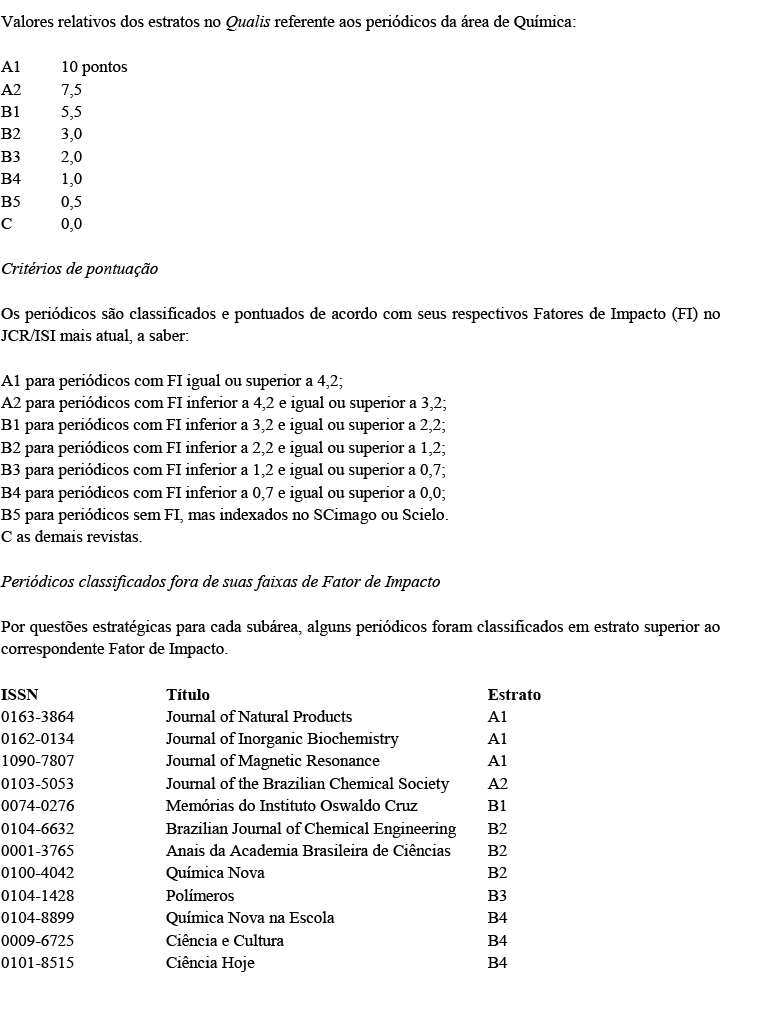 Valores relativos dos estratos no Qualis referente aos periódicos da área de Química:
A1 10 pontos
A2 7,5
B1 5,5
B2 3,0
B3 2,0
B4 1,0
B5 0,5
C 0,0
Critérios de pontuação
Os periódicos são classificados e pontuados de acordo com seus respectivos Fatores de Impacto (FI) no
JCR/ISI mais atual, a saber:
A1 para periódicos com FI igual ou superior a 4,2;
A2 para periódicos com FI inferior a 4,2 e igual ou superior a 3,2;
B1 para periódicos com FI inferior a 3,2 e igual ou superior a 2,2;
B2 para periódicos com FI inferior a 2,2 e igual ou superior a 1,2;
B3 para periódicos com FI inferior a 1,2 e igual ou superior a 0,7;
B4 para periódicos com FI inferior a 0,7 e igual ou superior a 0,0;
B5 para periódicos sem FI, mas indexados no SCimago ou Scielo.
C as demais revistas.
Periódicos classificados fora de suas faixas de Fator de Impacto
Por questões estratégicas para cada subárea, alguns periódicos foram classificados em estrato superior ao
correspondente Fator de Impacto.
ISSN Título Estrato
0163-3864 Journal of Natural Products A1
0162-0134 Journal of Inorganic Biochemistry A1
1090-7807 Journal of Magnetic Resonance A1
0103-5053 Journal of the Brazilian Chemical Society A2
0074-0276 Memórias do Instituto Oswaldo Cruz B1
0104-6632 Brazilian Journal of Chemical Engineering B2
0001-3765 Anais da Academia Brasileira de Ciências B2
0100-4042 Química Nova B2
0104-1428 Polímeros B3
0104-8899 Química Nova na Escola B4
0009-6725 Ciência e Cultura B4
0101-8515 Ciência Hoje B4